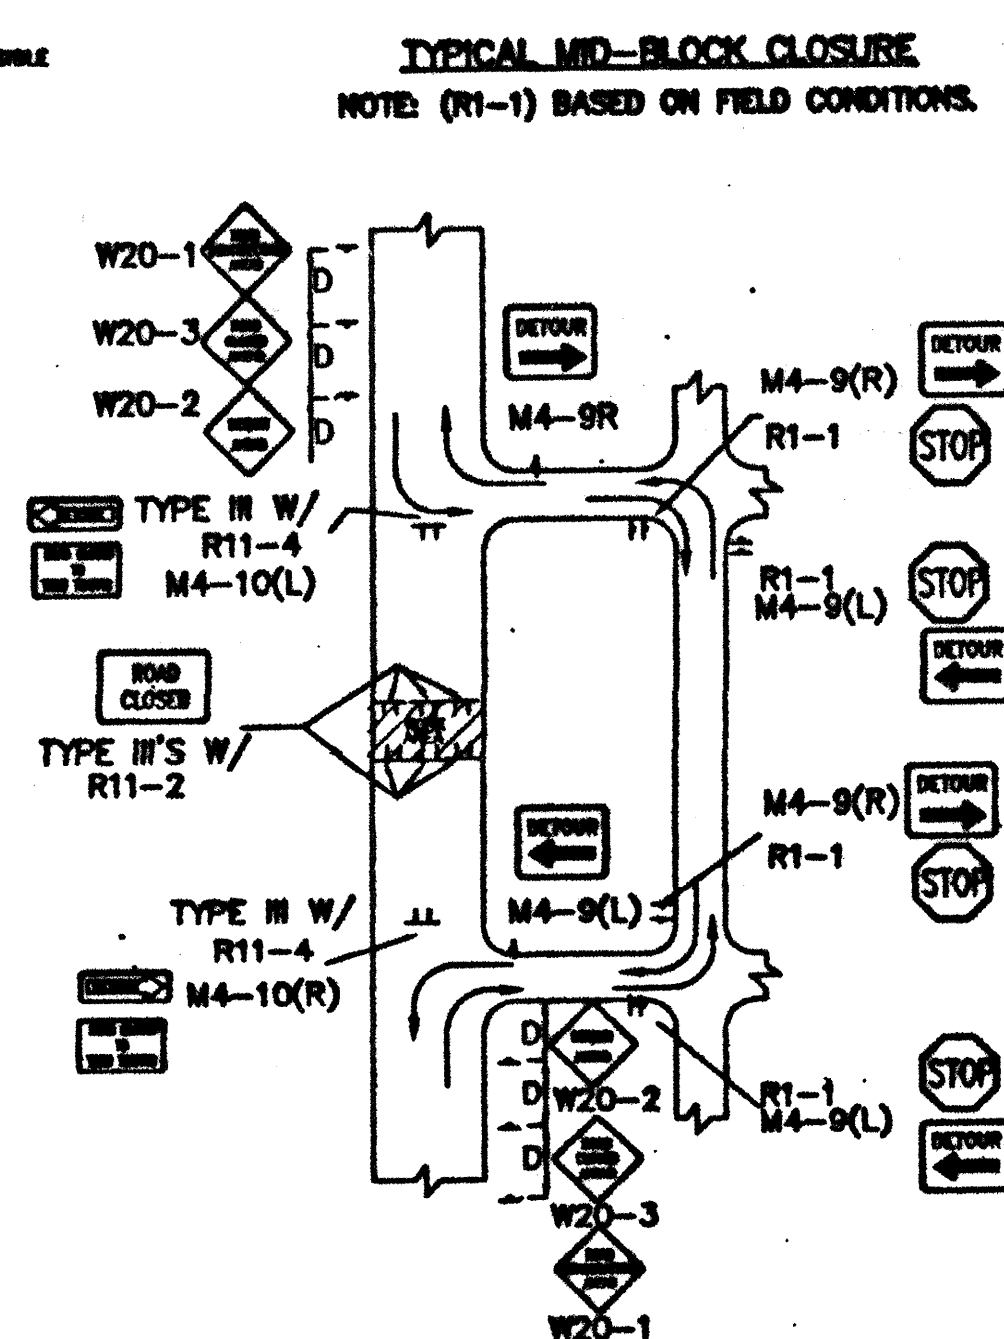 TYPICAL MID-BLOCK CLOSURE
NOTE: (R1-1) BASED ON FIELD CONDITIONS.
W20-1
D
W20-3
D
W20-2
D
DETOUR
M4-9R
DETOUR
M4-9(R)
R1-1
STOP
TYPE III W/
R11-4
M4-10(L)
TO
R1-1
M4-9(L)
STOP
DETOUR
ROAD
CLOSED
TYPE III'S W/
R11-2
DETOUR
M4-9(L)
M4-9(R)
DETOUR
R1-1
STOP
TYPE III W/
R11-4
M4-10(R)
TO
D
D
W20-2
D
W20-3
W20-1
R1-1
M4-9(L)
STOP
DETOUR